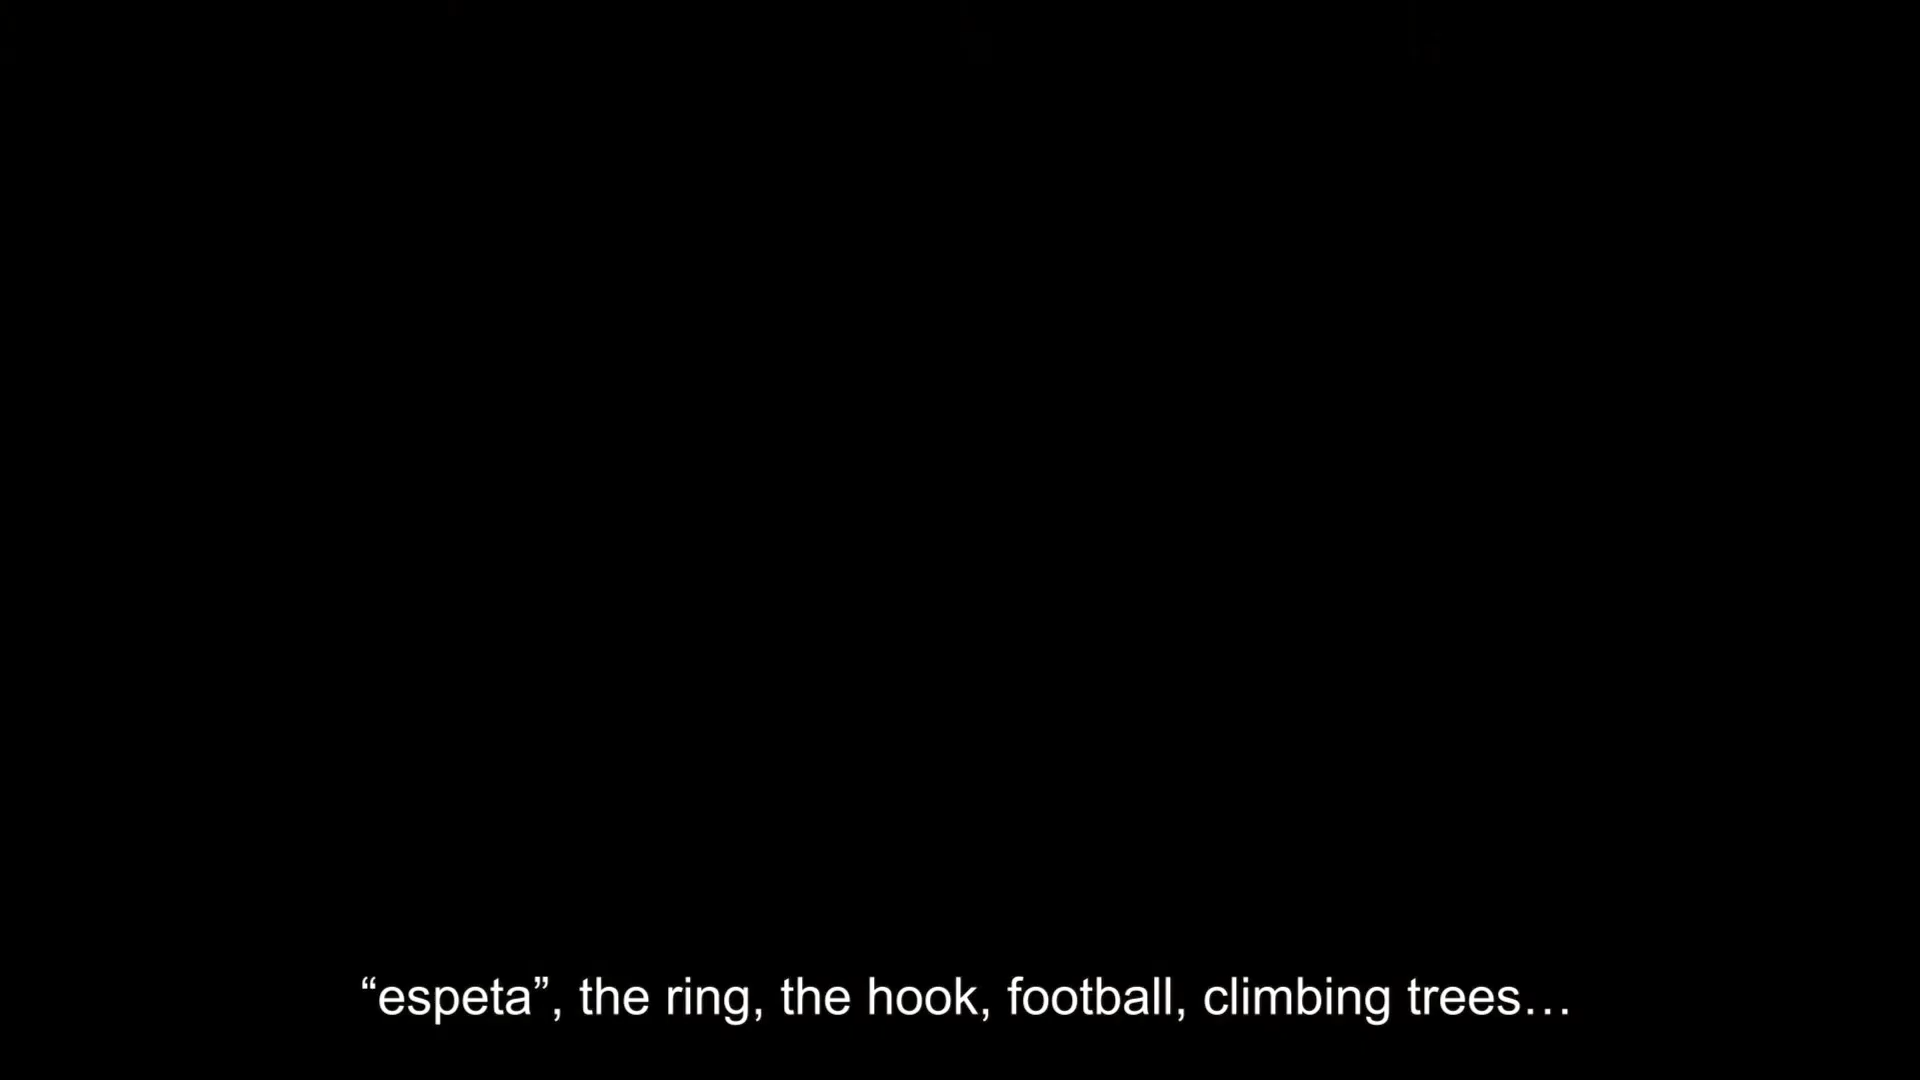 “espeta”, the ring, the hook, football, climbing trees…